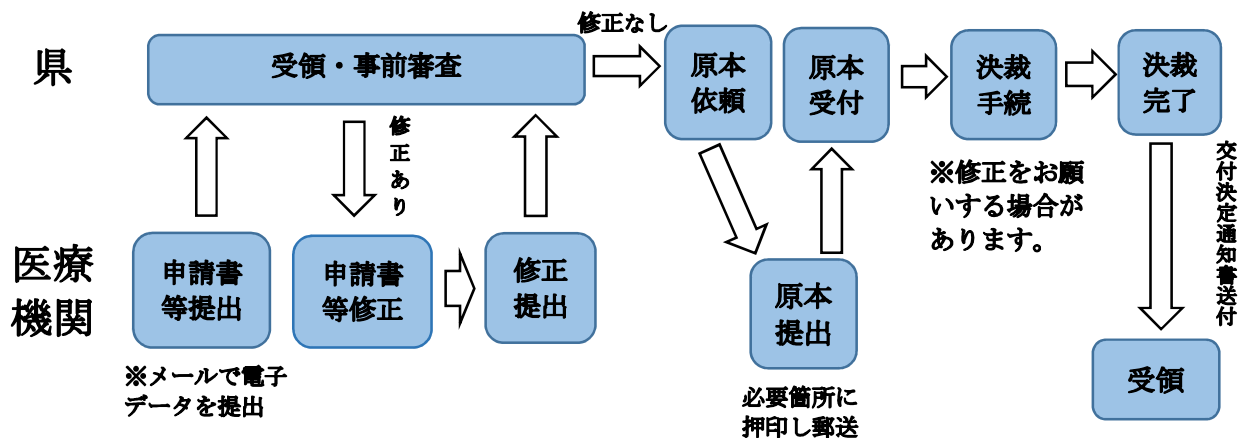 県
受領・事前審査
修正なし
原本
依頼
原本
受付
決裁
手続
決裁
完了
修正あり
※修正をお願
いする場合が
あります。
交付決定通知書送付
医療
機関
申請書
等提出
申請書
等修正
修正
提出
原本
提出
受領
※メールで電子
データを提出
必要箇所に
押印し郵送